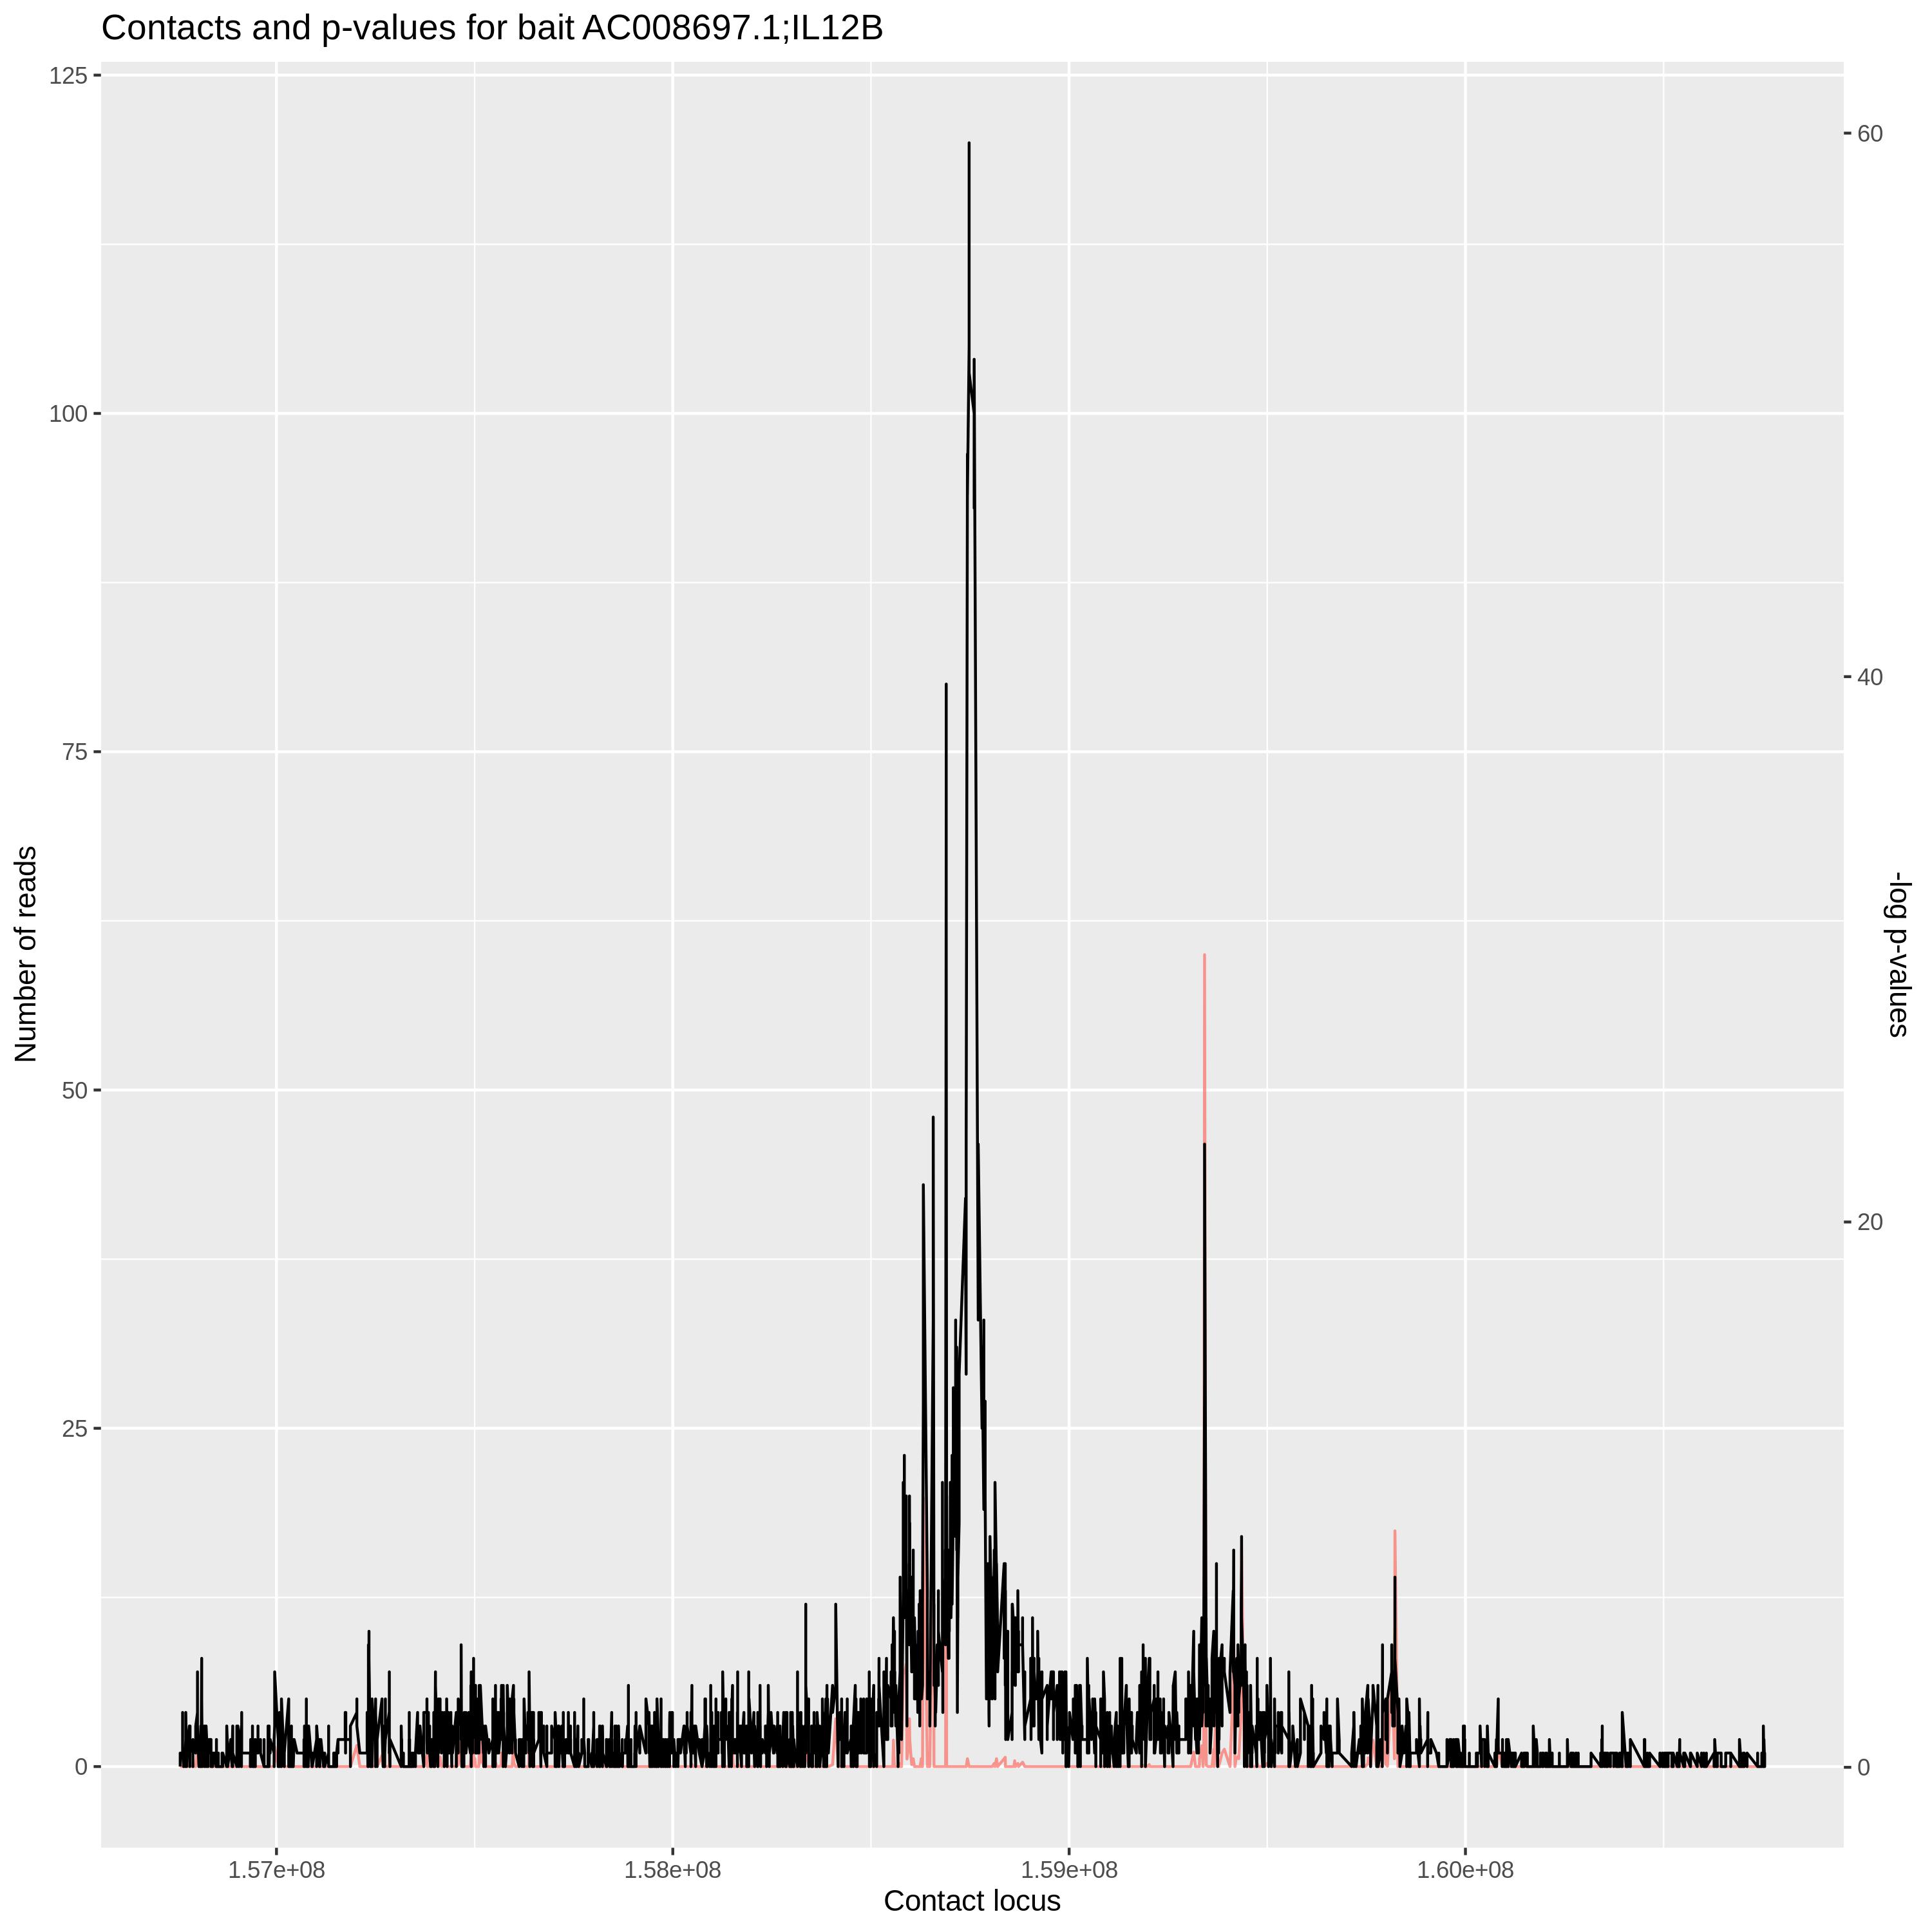 Contacts and p-values for bait AC008697.1;IL12B
125
100
75
50
25
0
60
40
20
0
Number of reads
-log p-values
1.57e+08
1.58e+08
1.59e+08
1.60e+08
Contact locus